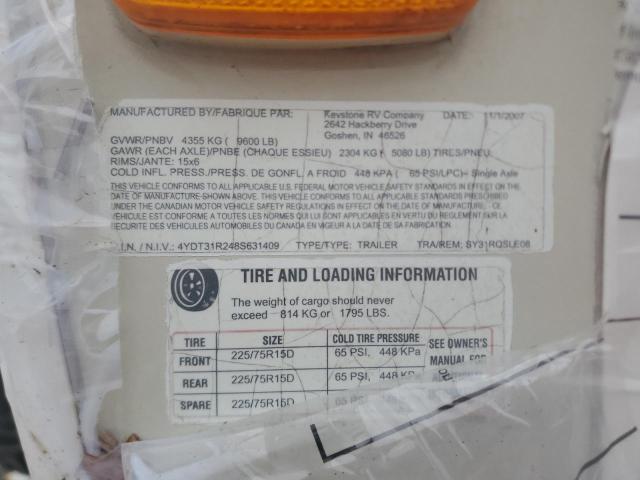 MANUFACTURED BY/FABRIQUE PAR: Keystone RV Company DATE: 11/1/2007
2642 Hackberry Drive
Goshen, IN 46526
GVWR/PNBV 4355 KG ( 9600 LB)
GAWR (EACH AXLE)/PNBE (CHAQUE ESSIEU) 2304 KG ( 5080 LB) TIRES/PNEU
RIMS/JANTE: 15x6
COLD INFL. PRESS./PRESS. DE GONFL. A FROID 448 KPA ( 65 PSI/LPC)= Single Axle
THIS VEHICLE CONFORMS TO ALL APPLICABLE U.S. FEDERAL MOTOR VEHICLE SAFETY STANDARDS IN EFFECT ON THE
DATE OF MANUFACTURE SHOWN ABOVE. THIS VEHICLE CONFORMS TO ALL APPLICABLE STANDARDS PRESCRIBED
UNDER THE CANADIAN MOTOR VEHICLE SAFETY REGULATIONS IN EFFECT ON THE DATE OF MANUFACTURE - CE
VEHICULE EST CONFORME A TOUTES LES NORMES QUI LUI SONT APPLICABLES EN VERTU DU REGLEMENT SUR LA
SECURITE DES VEHICULES AUTOMOBILES DU CANADA EN VIGUEUR A LA DATE DE SA FABRICATION.
V.I.N. / N.I.V.: 4YDT31R248S631409 TYPE/TYPE: TRAILER TRA/REM: SY31RQSLE08
TIRE AND LOADING INFORMATION
The weight of cargo should never
exceed 814 KG or 1795 LBS.
TIRE SIZE COLD TIRE PRESSURE SEE OWNER'S
FRONT 225/75R15D 65 PSI, 448 KPa MANUAL FOR
REAR 225/75R15D 65 PSI, 448
SPARE 225/75R15D 65 PSI